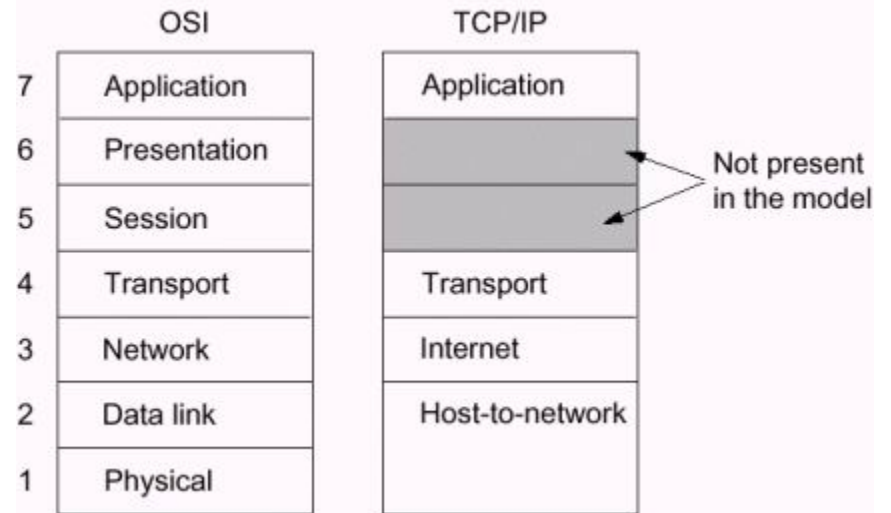 OSI TCP/IP
7 Application Application
6 Presentation
Not present
in the model
5 Session
4 Transport Transport
3 Network Internet
2 Data link Host-to-network
1 Physical